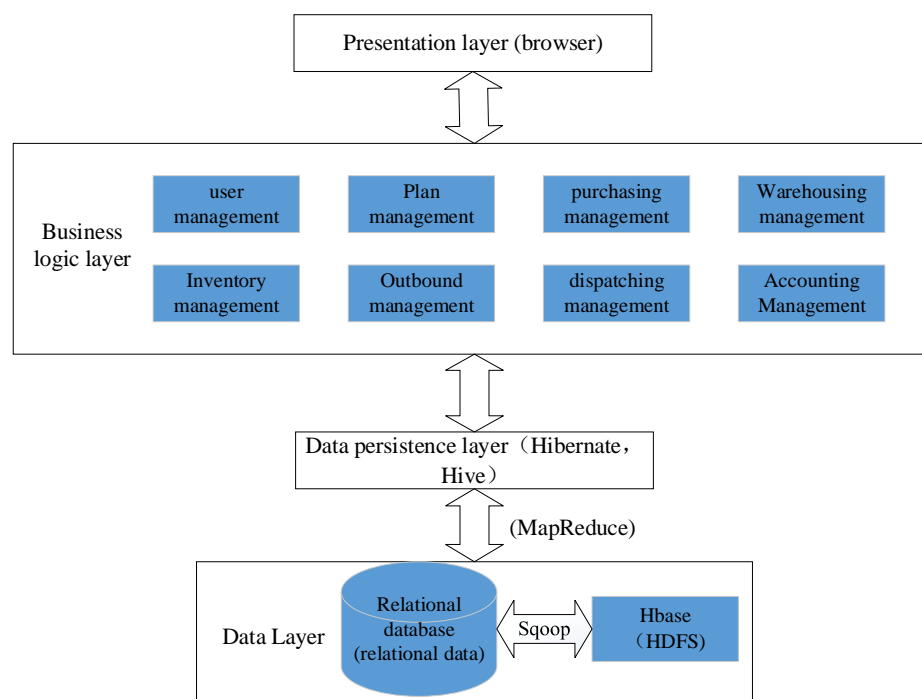 Presentation layer (browser)
Business
logic layer
user
management
Plan
management
purchasing
management
Warehousing
management
Inventory
management
Outbound
management
dispatching
management
Accounting
Management
Data persistence layer（Hibernate，
Hive）
(MapReduce)
Data Layer
Relational
database
(relational data)
Sqoop
Hbase
（HDFS)